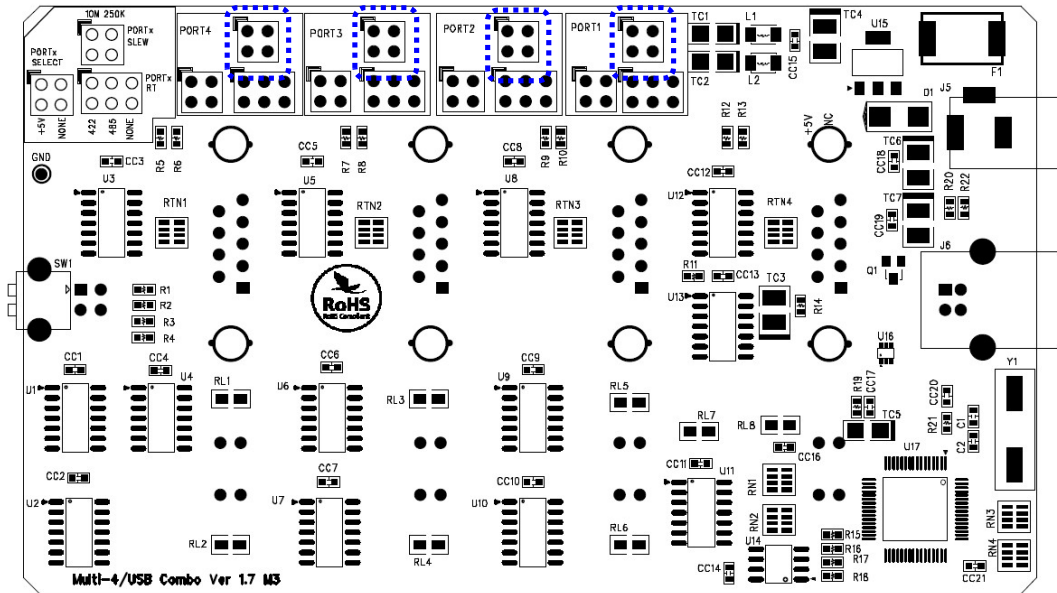 10M 250K
PORTx
SLEW
PORTx
SELECT
PORTx
RT
+5V
NONE
422
485
NONE
PORT4
PORT3
PORT2
PORT1
TC1
L1
TC2
L2
CC15
TC4
U15
F1
J5
D1
GND
CC3
R5
R6
CC5
R7
R8
CC8
R9
R10
R12
R13
+5V
NC
TC6
CC18
CC12
U3
RTN1
U5
RTN2
U8
RTN3
U12
RTN4
TC7
CC19
R20
R22
SW1
R1
R2
R3
R4
RoHS
RoHS Compliant
R11
CC13
TC3
U13
R14
Q1
J6
U16
Y1
CC1
CC4
U1
U4
RL1
CC6
U6
RL3
CC9
U9
RL5
RL7
RL8
R19
CC17
TC5
CC20
R21
C1
C2
U17
CC2
U2
CC7
U7
CC10
U10
CC11
U11
CC16
RN1
RN2
RN3
RN4
RL2
RL4
RL6
CC14
U14
R15
R16
R17
R18
CC21
Multi-4/USB Combo Ver 1.7 M3